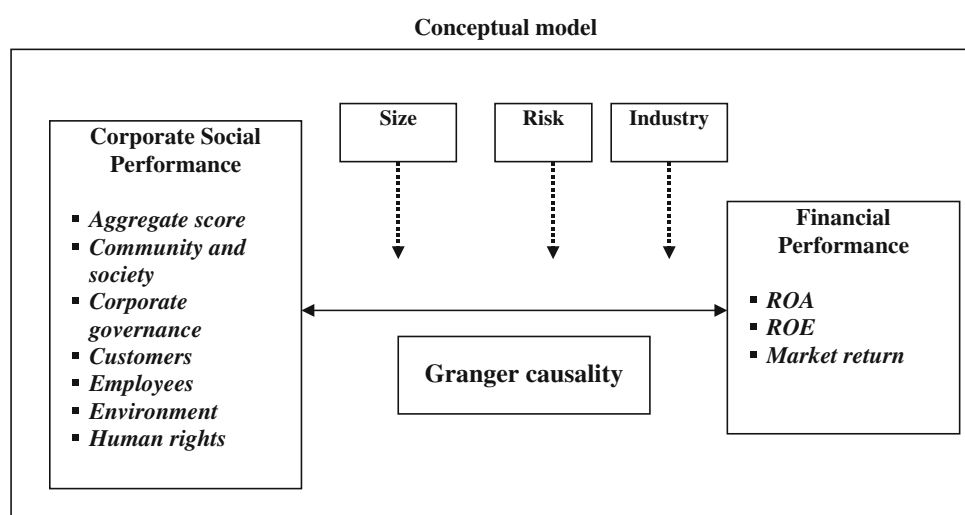 Conceptual model
Size
Risk
Industry
Corporate Social
Performance
▪ Aggregate score
▪ Community and
society
▪ Corporate
governance
▪ Customers
▪ Employees
▪ Environment
▪ Human rights
Granger causality
Financial
Performance
▪ ROA
▪ ROE
▪ Market return